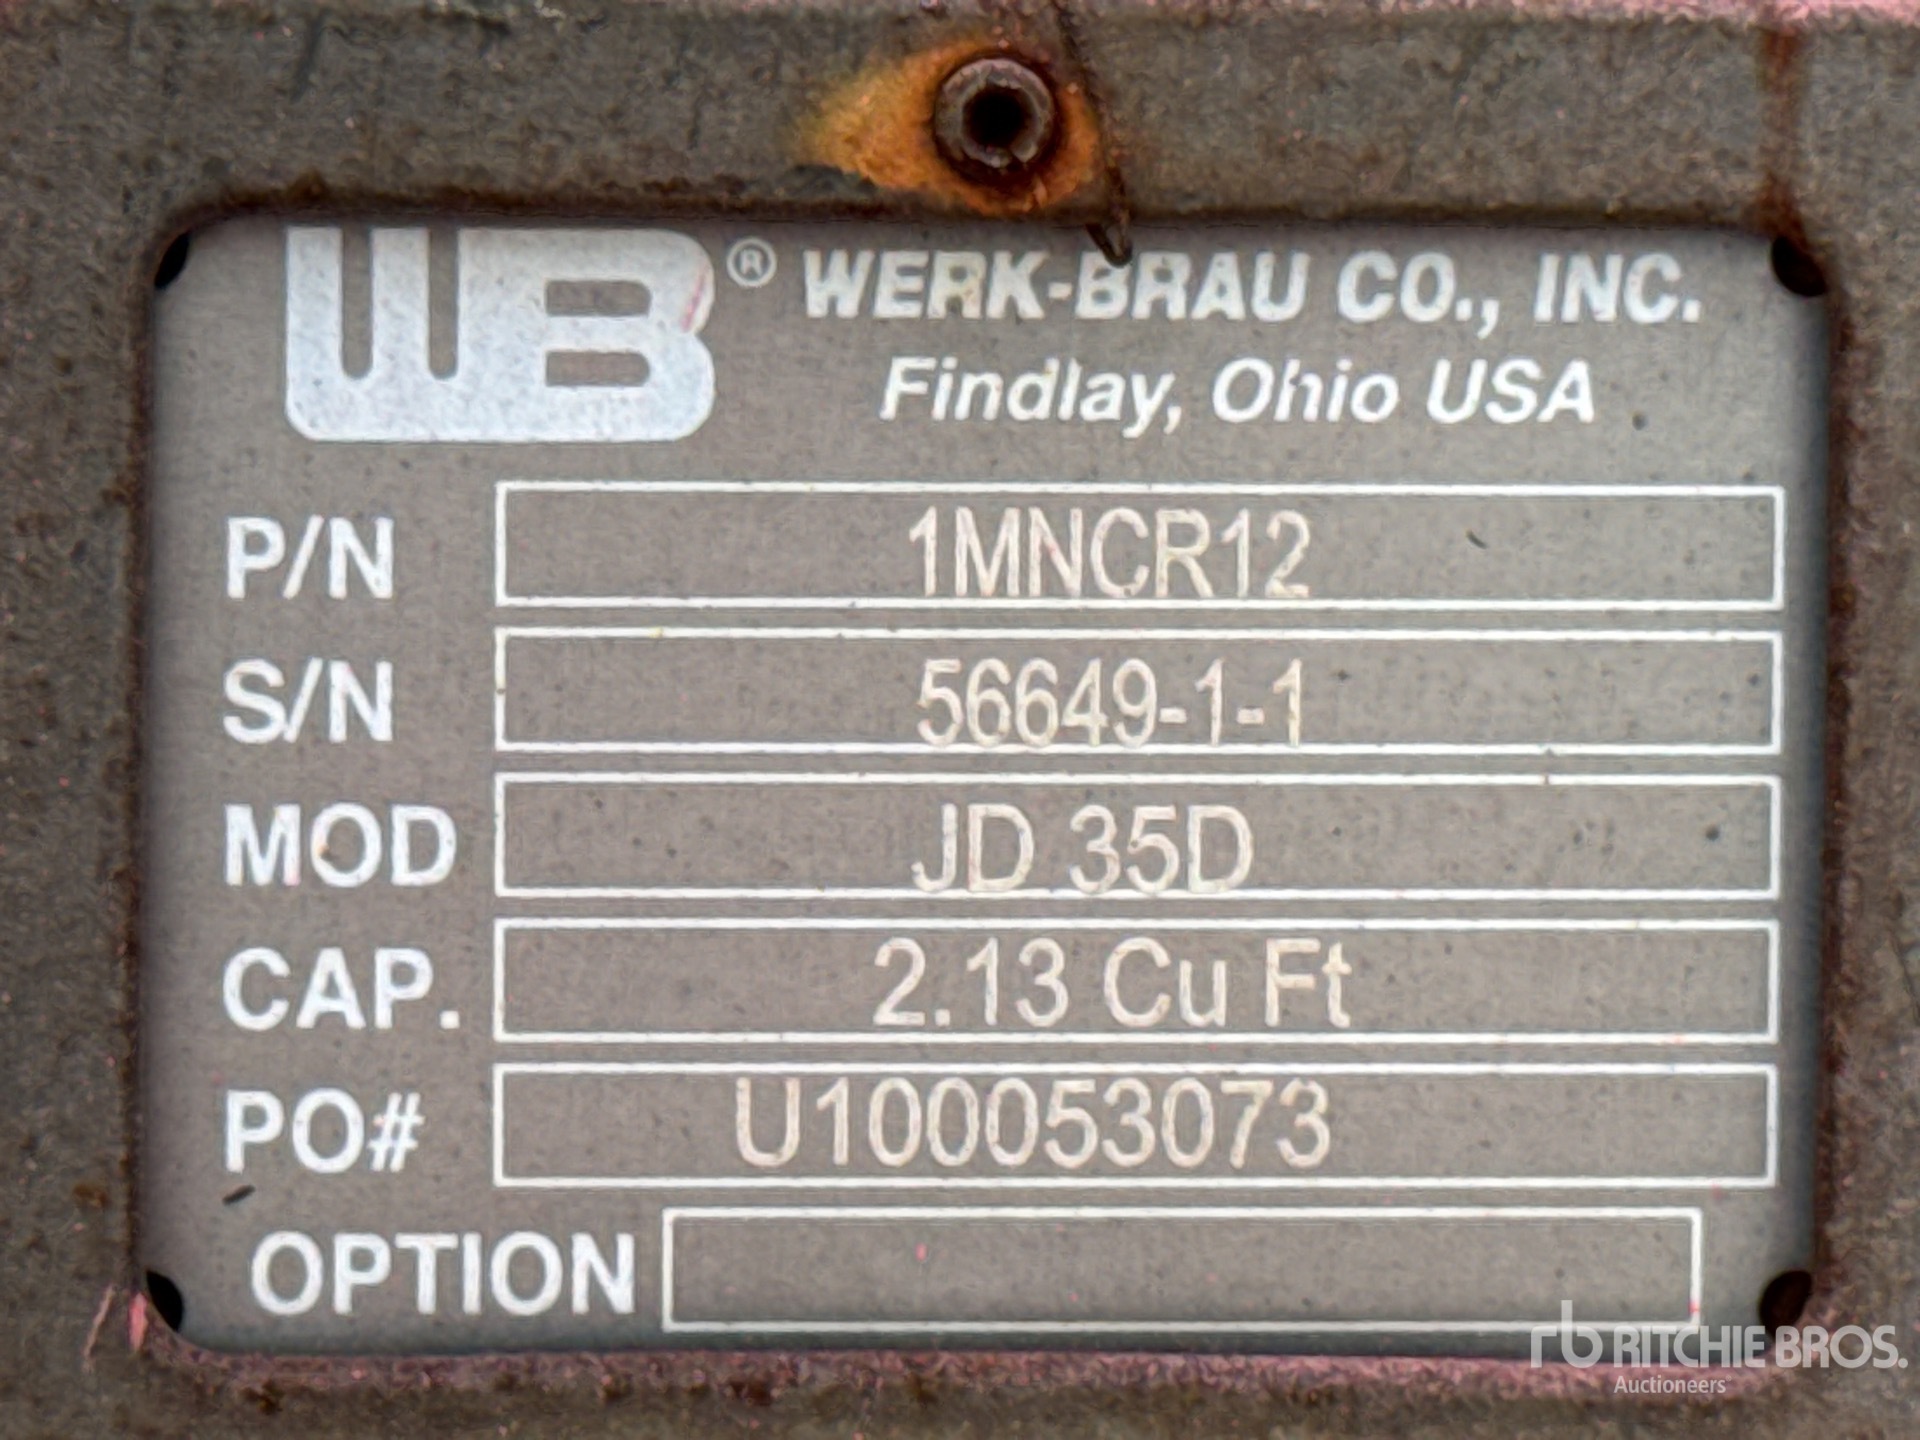 WB® WERK-BRAU CO., INC.
Findlay, Ohio USA
P/N 1MNCR12
S/N 56649-1-1
MOD JD 35D
CAP. 2.13 Cu Ft
PO# U100053073
OPTION
rb RITCHIE BROS.
Auctioneers